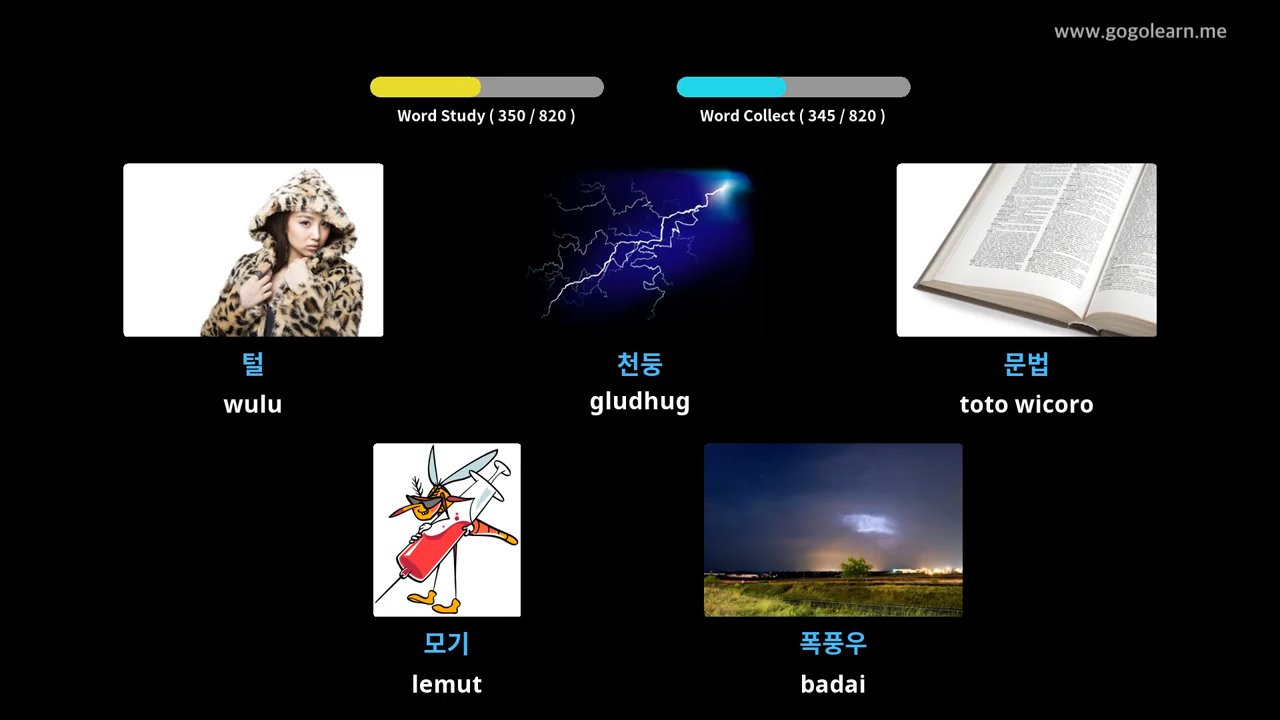 www.gogolearn.me
Word Study ( 350 / 820 )
Word Collect ( 345 / 820 )
털
천둥
문법
wulu
gludhug
toto wicoro
모기
폭풍우
lemut
badai